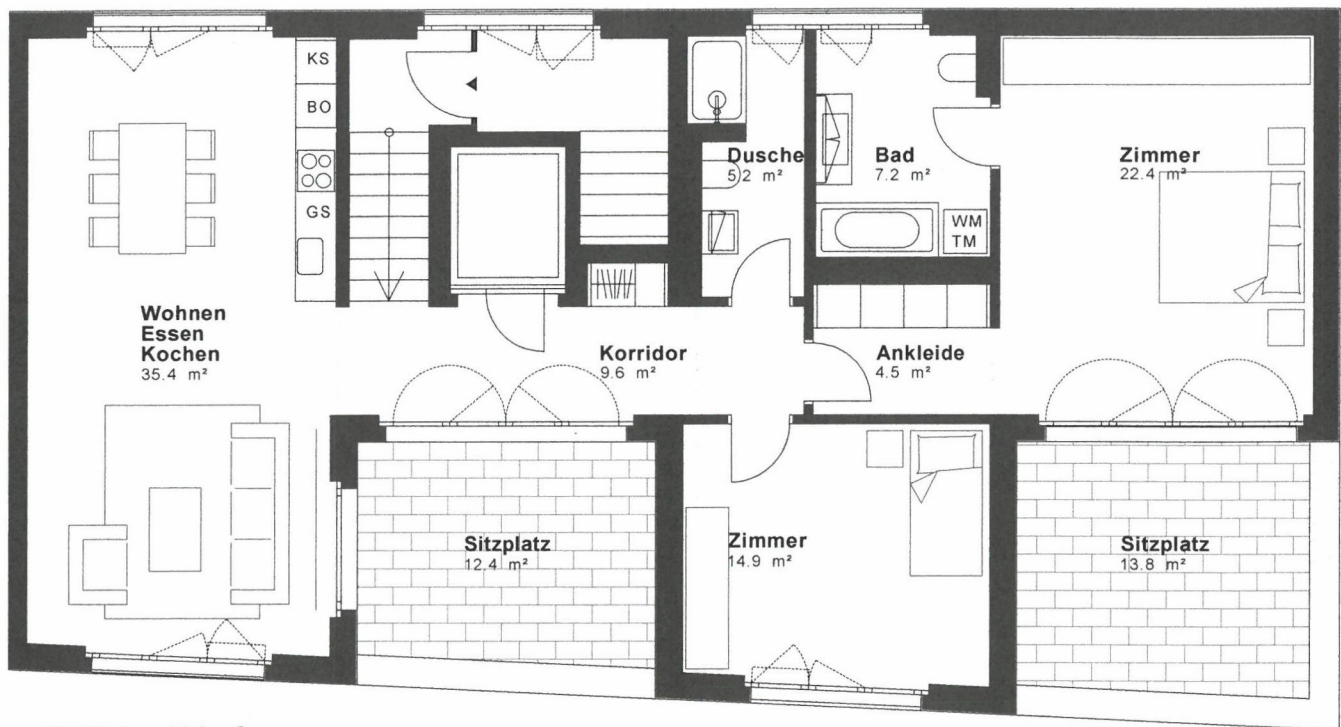 KS
BO
GS
Wohnen
Essen
Kochen
35.4 m²
Dusche
5.2 m²
Bad
7.2 m²
WM
TM
Zimmer
22.4 m²
Korridor
9.6 m²
Ankleide
4.5 m²
Sitzplatz
12.4 m²
Zimmer
14.9 m²
Sitzplatz
13.8 m²